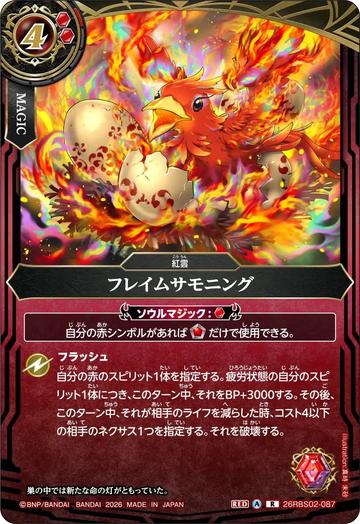 4
MAGIC
こううん
紅雲
フレイムサモニング
ソウルマジック:
自分の赤シンボルがあればだけで使用できる。
フラッシュ
自分の赤のスピリット1体を指定する。疲労状態の自分のスピ
リット1体につき、このターン中、それをBP+3000する。その後、
このターン中、それが相手のライフを減らした時、コスト4以下
の相手のネクサス1つを指定する。それを破壊する。
巣の中では新たな命の灯がともっていた。
©BNP/BANDAI BANDAI 2026 MADE IN JAPAN
RED A R 26RBS02-087